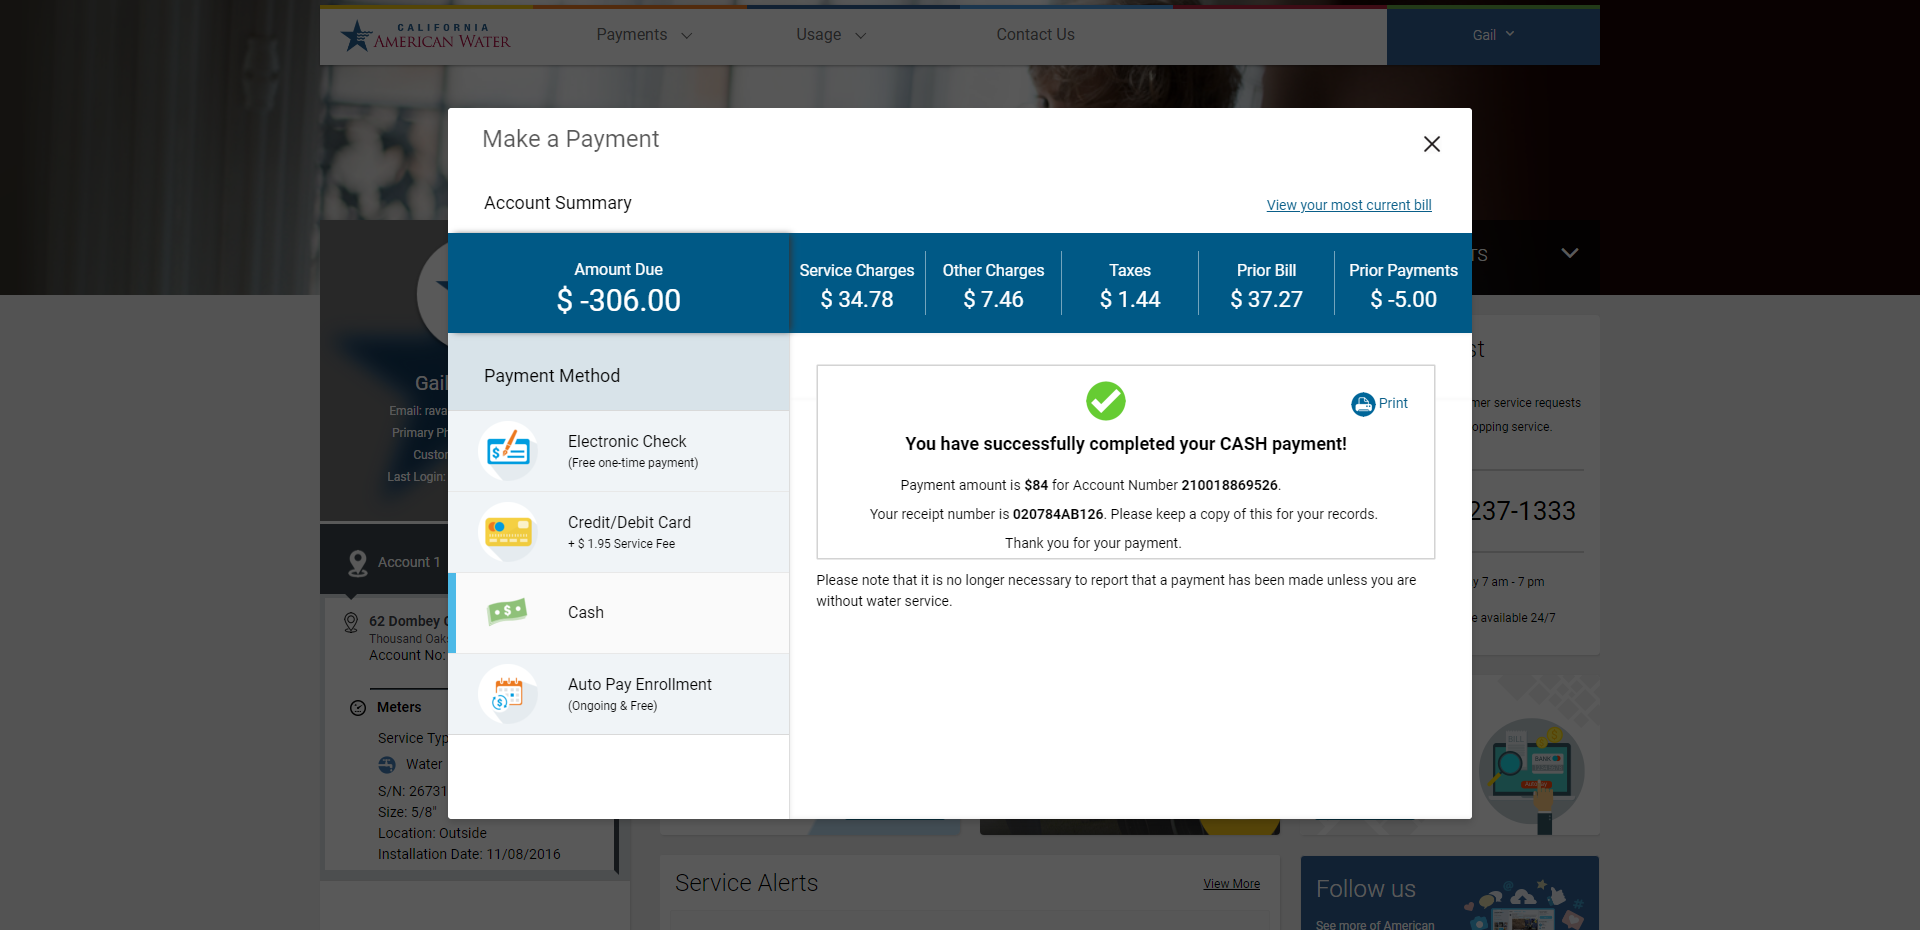 CALIFORNIA
AMERICAN WATER
Payments
Usage
Contact Us
Gail
Make a Payment
Account Summary
View your most current bill
Amount Due
$ -306.00
Service Charges
$ 34.78
Other Charges
$ 7.46
Taxes
$ 1.44
Prior Bill
$ 37.27
Prior Payments
$ -5.00
TS
Payment Method
Electronic Check
(Free one-time payment)
Credit/Debit Card
+ $ 1.95 Service Fee
Cash
Auto Pay Enrollment
(Ongoing & Free)
Print
You have successfully completed your CASH payment!
Payment amount is $84 for Account Number 210018869526.
Your receipt number is 020784AB126. Please keep a copy of this for your records.
Thank you for your payment.
Please note that it is no longer necessary to report that a payment has been made unless you are
without water service.
Gail
Email: rava
Primary Ph
Custor
Last Login:
Account 1
62 Dombey
Thousand Oak
Account No:
Meters
Service Typ
Water
S/N: 26731
Size: 5/8"
Location: Outside
Installation Date: 11/08/2016
st
mer service requests
opping service.
237-1333
y 7 am - 7 pm
e available 24/7
BILL
BANK
Service Alerts
View More
Follow us
See more of American